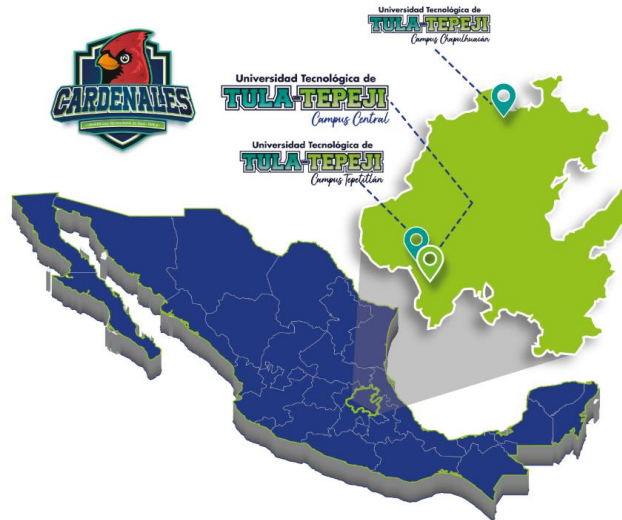 Universidad Tecnológica de
TULA-TEPEJI
Campus Chapulhuacán
CARDENALES
Universidad Tecnológica de
TULA-TEPEJI
Campus Central
Universidad Tecnológica de
TULA-TEPEJI
Campus Tepetitlán